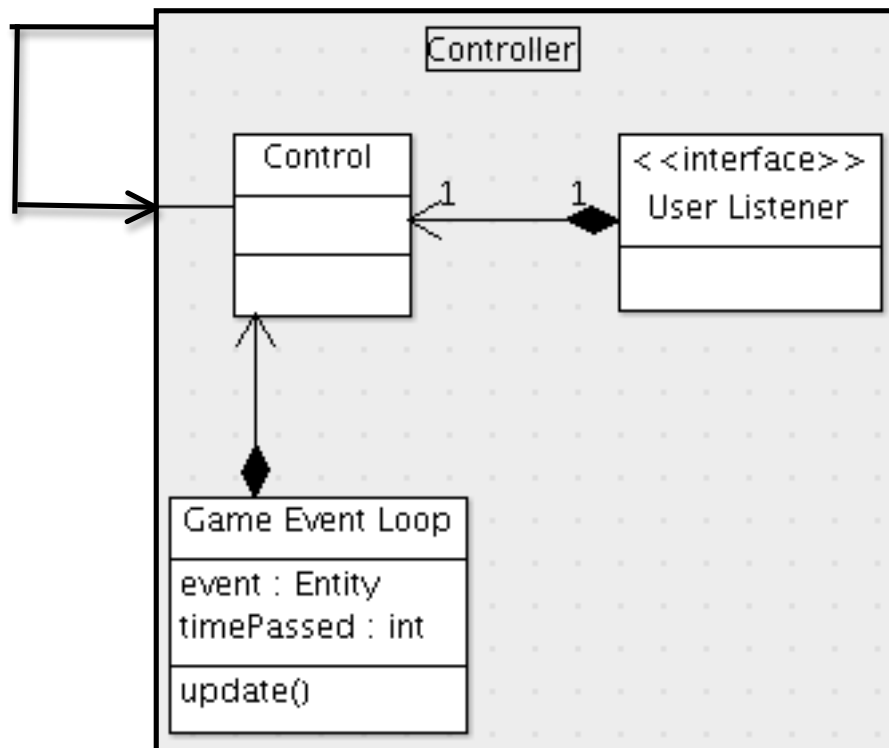 Controller
Control
1
1
< <interface>>
User Listener
Game Event Loop
event : Entity
timePassed : int
update()